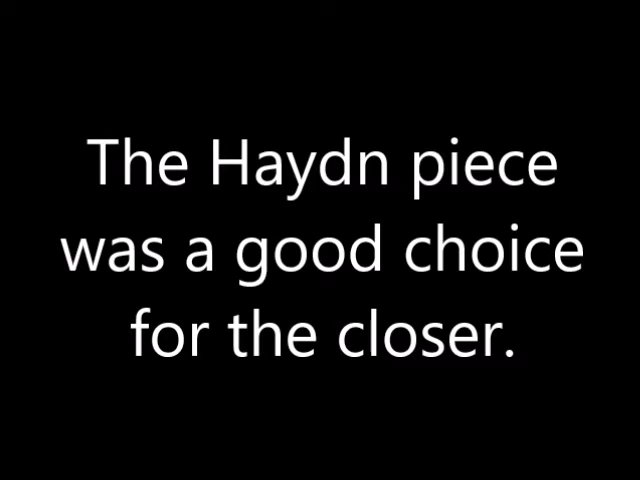 The Haydn piece
was a good choice
for the closer.